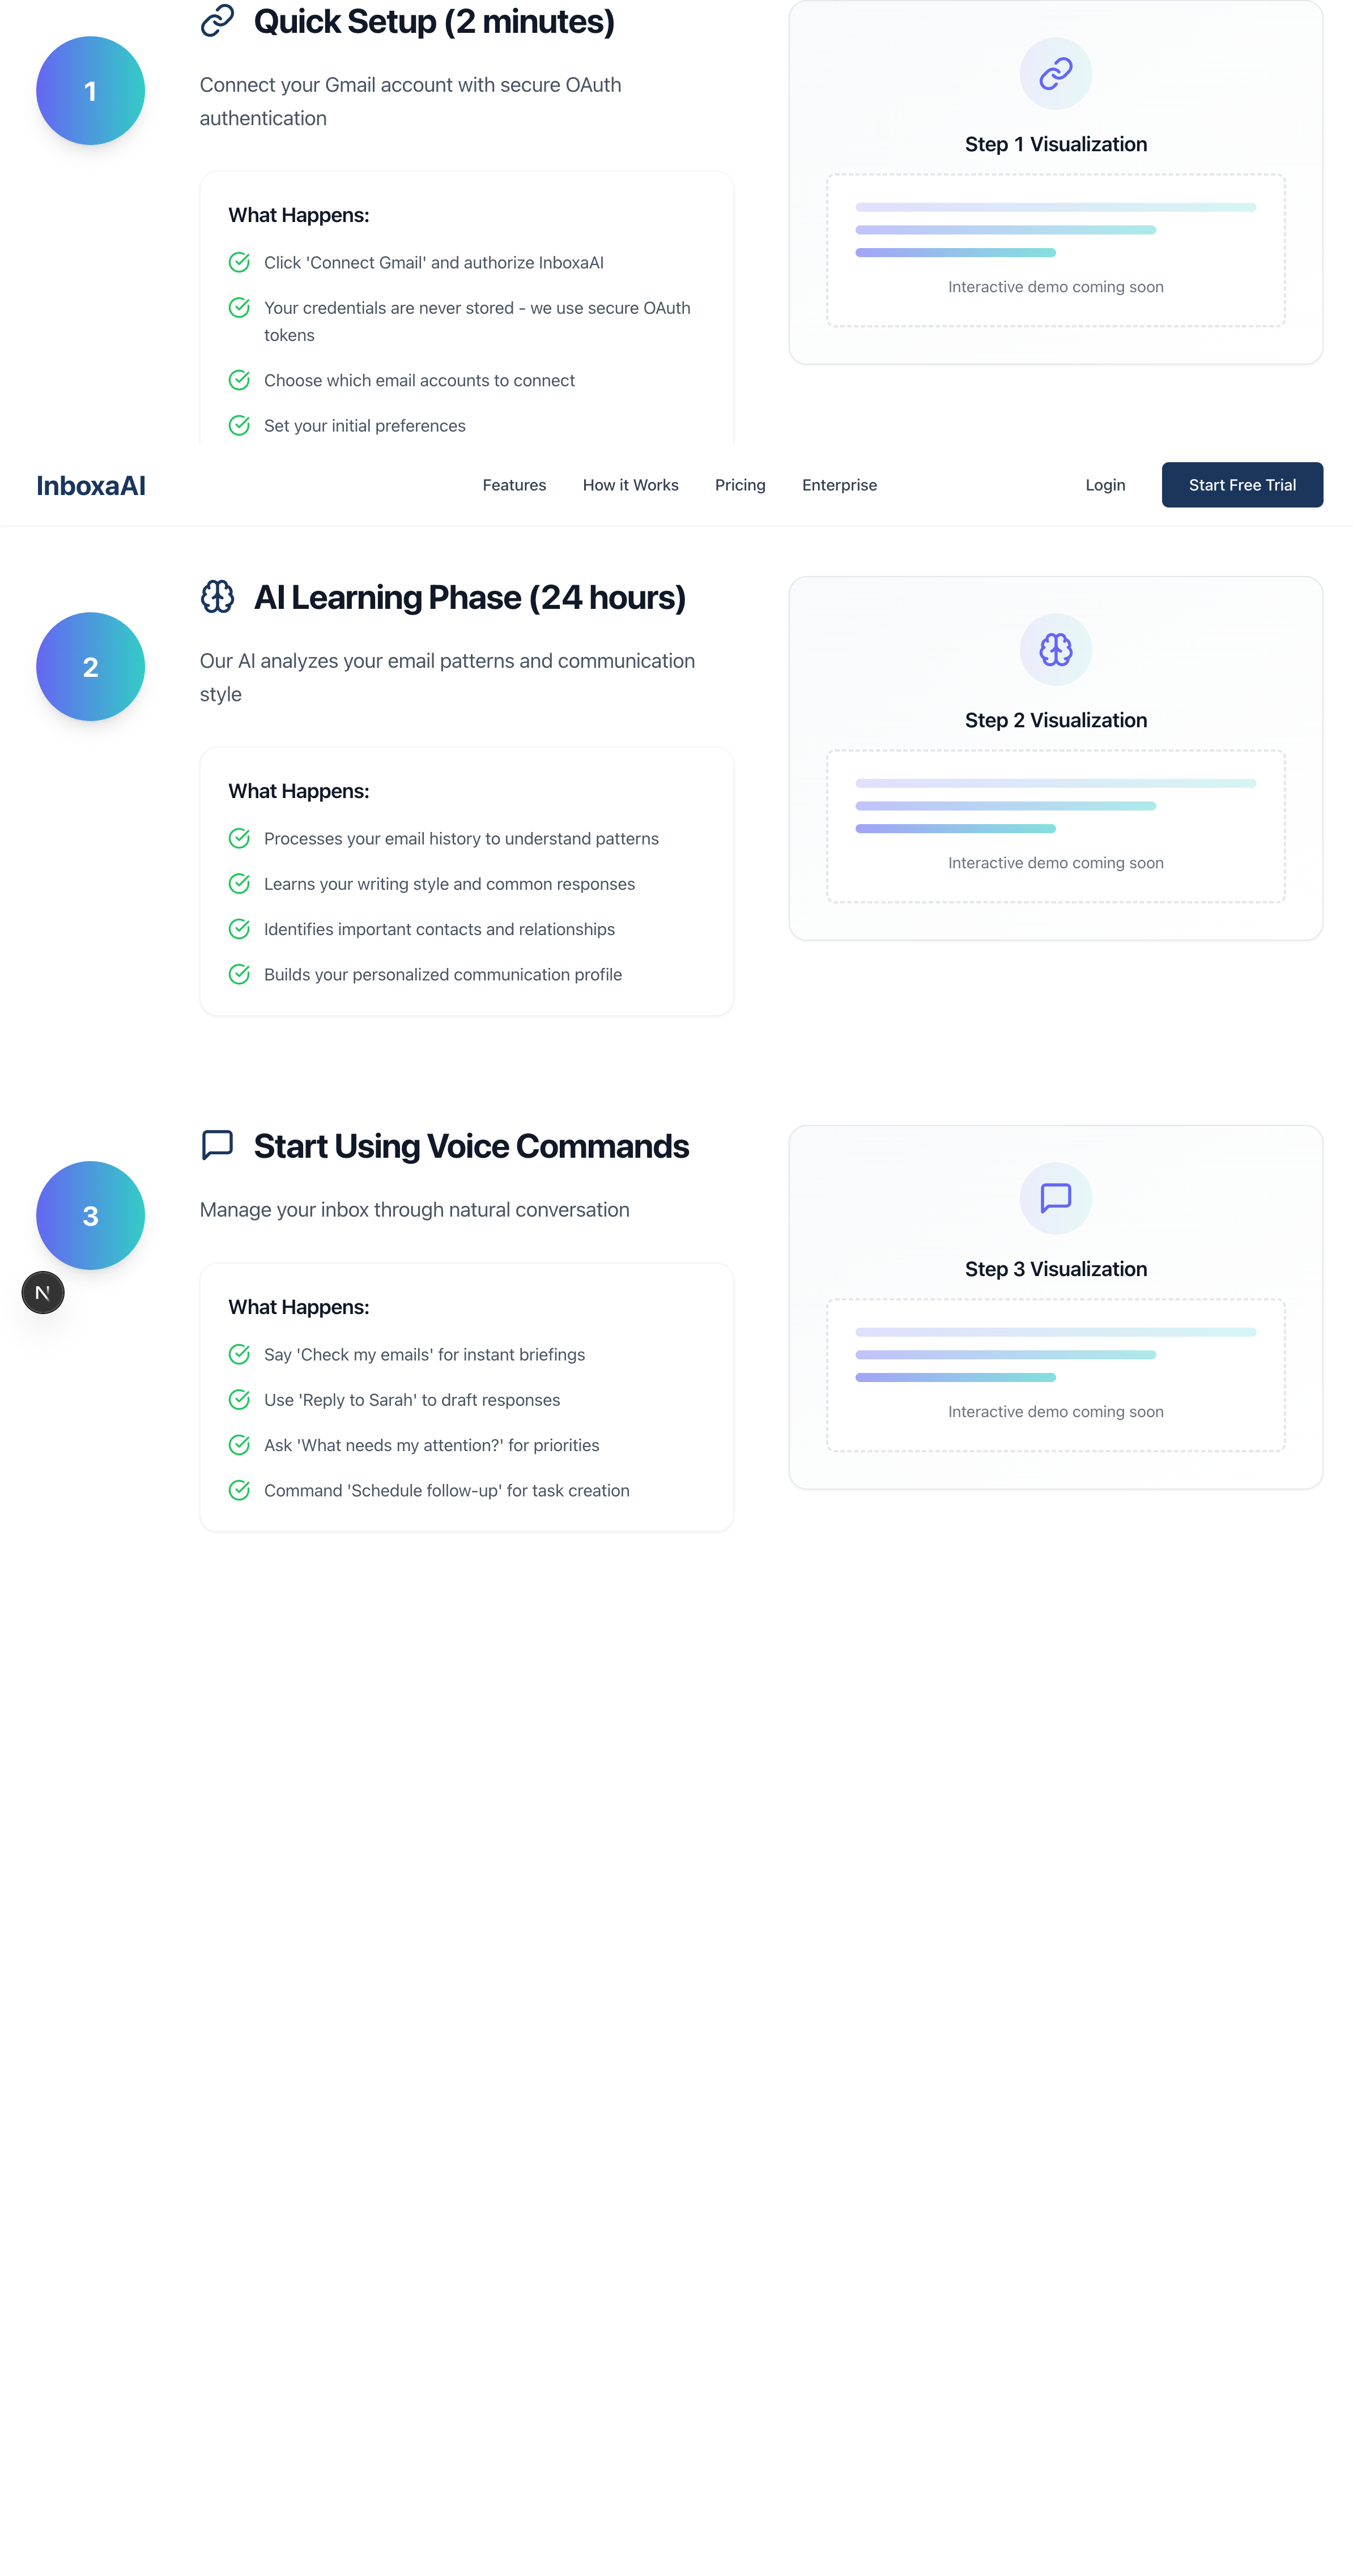 1
Quick Setup (2 minutes)
Connect your Gmail account with secure OAuth
authentication
What Happens:
Click 'Connect Gmail' and authorize InboxaAI
Your credentials are never stored - we use secure OAuth
tokens
Choose which email accounts to connect
Set your initial preferences
Step 1 Visualization
Interactive demo coming soon
InboxaAI
Features
How it Works
Pricing
Enterprise
Login
Start Free Trial
2
AI Learning Phase (24 hours)
Our AI analyzes your email patterns and communication
style
What Happens:
Processes your email history to understand patterns
Learns your writing style and common responses
Identifies important contacts and relationships
Builds your personalized communication profile
Step 2 Visualization
Interactive demo coming soon
3
Start Using Voice Commands
Manage your inbox through natural conversation
What Happens:
Say 'Check my emails' for instant briefings
Use 'Reply to Sarah' to draft responses
Ask 'What needs my attention?' for priorities
Command 'Schedule follow-up' for task creation
Step 3 Visualization
Interactive demo coming soon
N